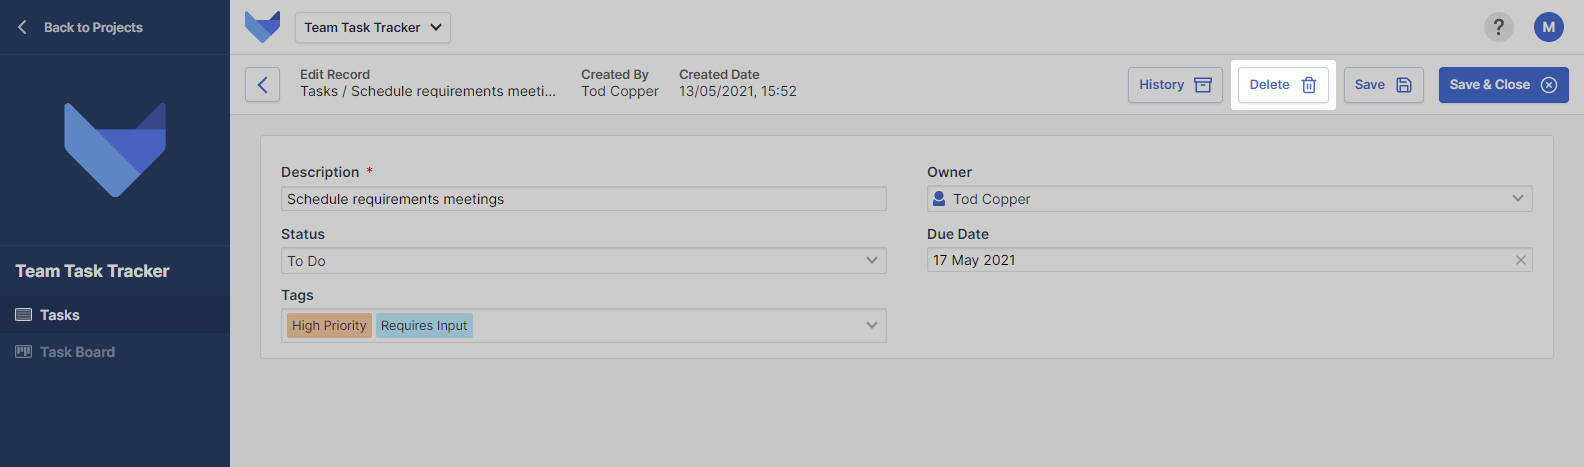 Back to Projects
Team Task Tracker
?
M
Edit Record
Tasks / Schedule requirements meeti...
Created By
Tod Copper
Created Date
13/05/2021, 15:52
History
Delete
Save
Save & Close
Description *
Schedule requirements meetings
Owner
Tod Copper
Status
To Do
Due Date
17 May 2021
Tags
High Priority Requires Input
Team Task Tracker
Tasks
Task Board